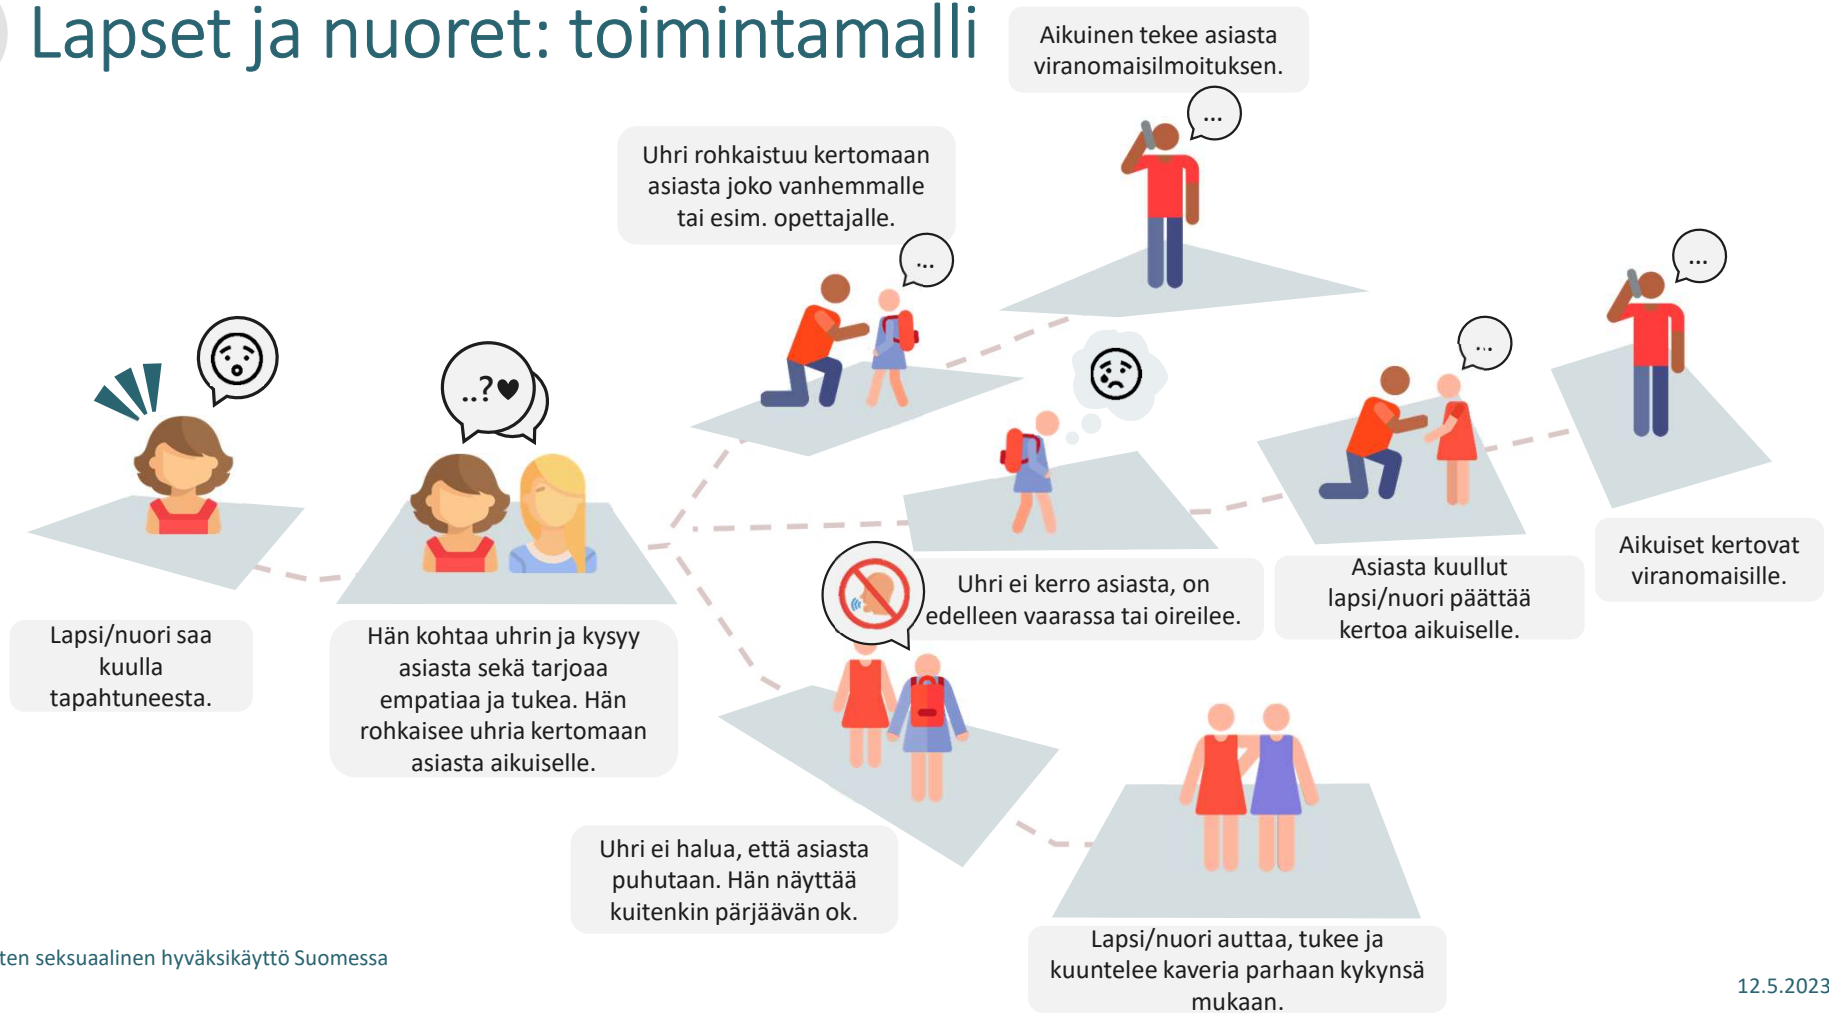 Lapset ja nuoret: toimintamalli
Aikuinen tekee asiasta
viranomaisilmoituksen.
...
Uhri rohkaistuu kertomaan
asiasta joko vanhemmalle
tai esim. opettajalle.
...
...
..?♥
...
Lapsi/nuori saa
kuulla
tapahtuneesta.
Hän kohtaa uhrin ja kysyy
asiasta sekä tarjoaa
empatiaa ja tukea. Hän
rohkaisee uhria kertomaan
asiasta aikuiselle.
Uhri ei kerro asiasta, on
edelleen vaarassa tai oireilee.
Asiasta kuullut
lapsi/nuori päättää
kertoa aikuiselle.
Aikuiset kertovat
viranomaisille.
Uhri ei halua, että asiasta
puhutaan. Hän näyttää
kuitenkin pärjäävän ok.
Lapsi/nuori auttaa, tukee ja
kuuntelee kaveria parhaan kykynsä
mukaan.
ten seksuaalinen hyväksikäyttö Suomessa
12.5.2023